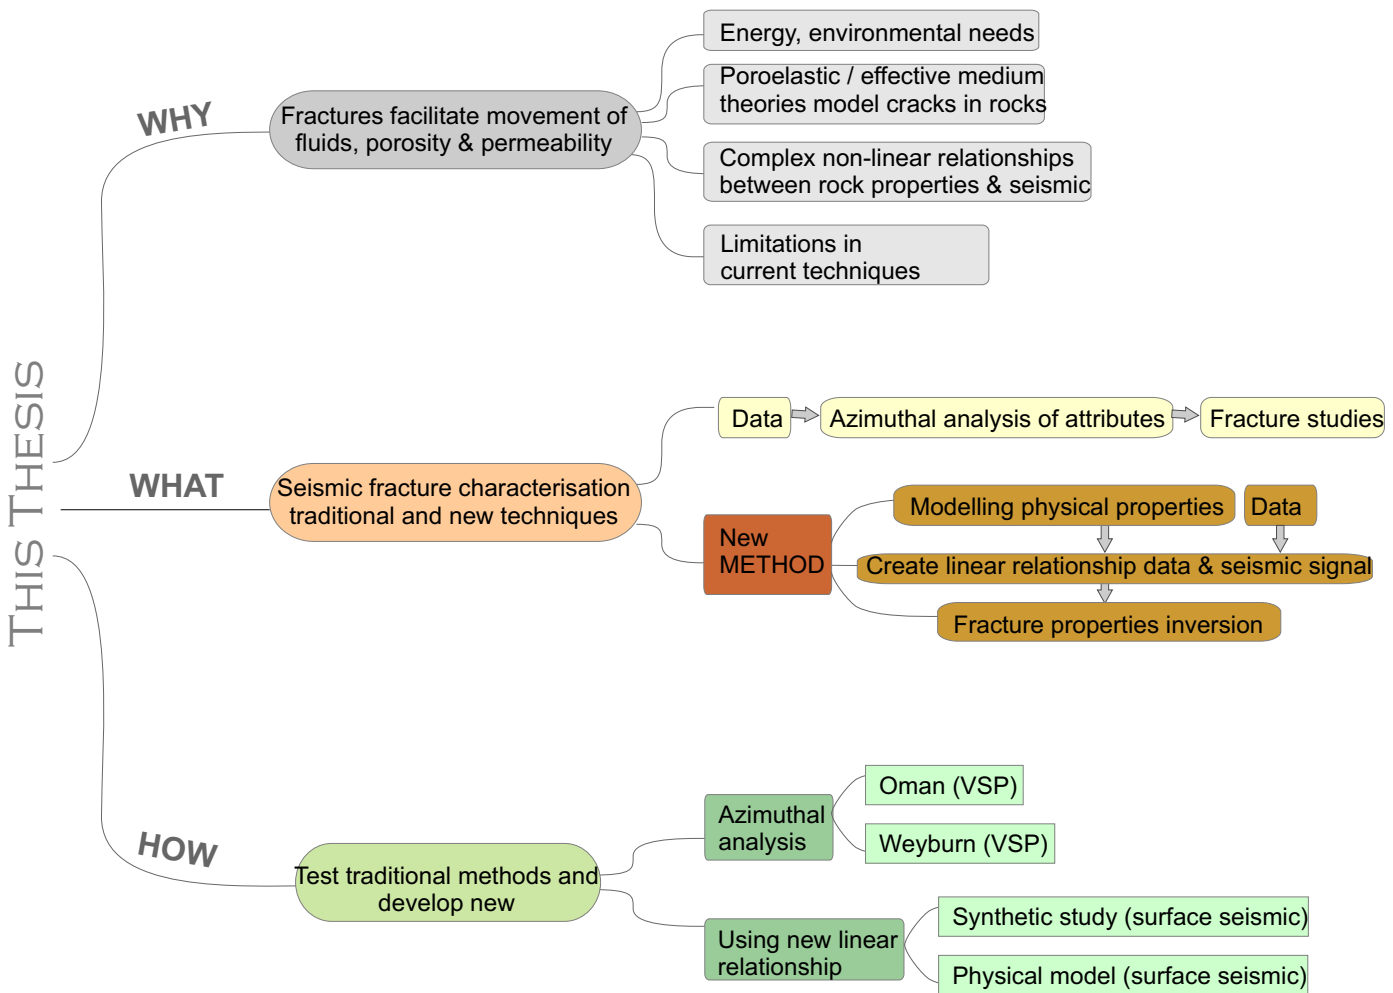 THIS THESIS
WHY
Fractures facilitate movement of
fluids, porosity & permeability
Energy, environmental needs
Poroelastic / effective medium
theories model cracks in rocks
Complex non-linear relationships
between rock properties & seismic
Limitations in
current techniques
WHAT
Seismic fracture characterisation
traditional and new techniques
Data
Azimuthal analysis of attributes
Fracture studies
New
METHOD
Modelling physical properties
Data
Create linear relationship data & seismic signal
Fracture properties inversion
HOW
Test traditional methods and
develop new
Azimuthal
analysis
Oman (VSP)
Weyburn (VSP)
Using new linear
relationship
Synthetic study (surface seismic)
Physical model (surface seismic)